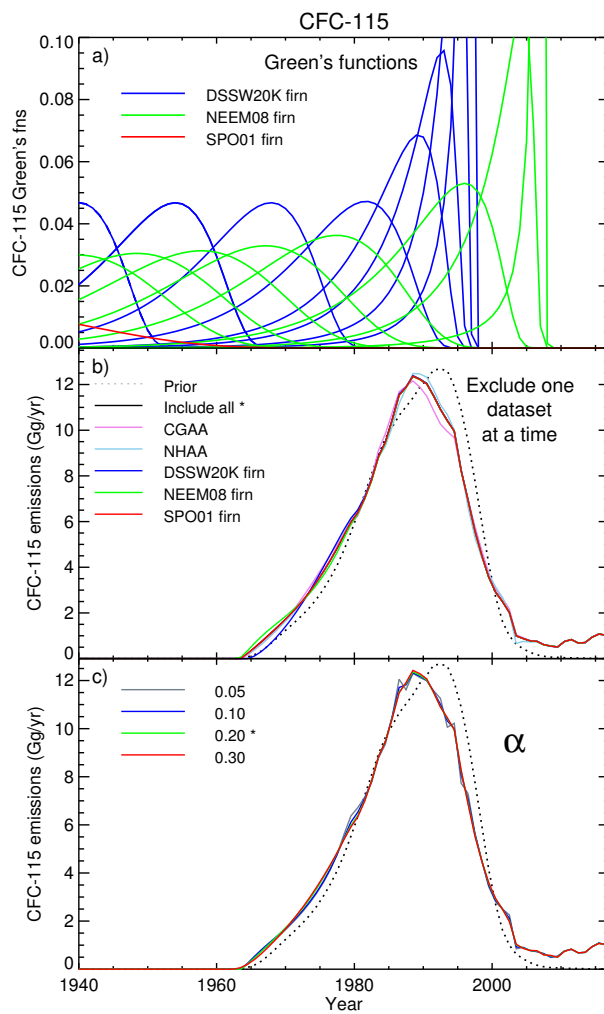 CFC-115
a)
Green's functions
DSSW20K firn
NEEM08 firn
SPO01 firn
CFC-115 Green's fns
0.10
0.08
0.06
0.04
0.02
0.00
b)
Prior
Include all *
CGAA
NHAA
DSSW20K firn
NEEM08 firn
SPO01 firn
Exclude one
dataset
at a time
CFC-115 emissions (Gg/yr)
12
10
8
6
4
2
0
c)
0.05
0.10
0.20 *
0.30
α
CFC-115 emissions (Gg/yr)
12
10
8
6
4
2
0
1940 1960 1980 2000
Year